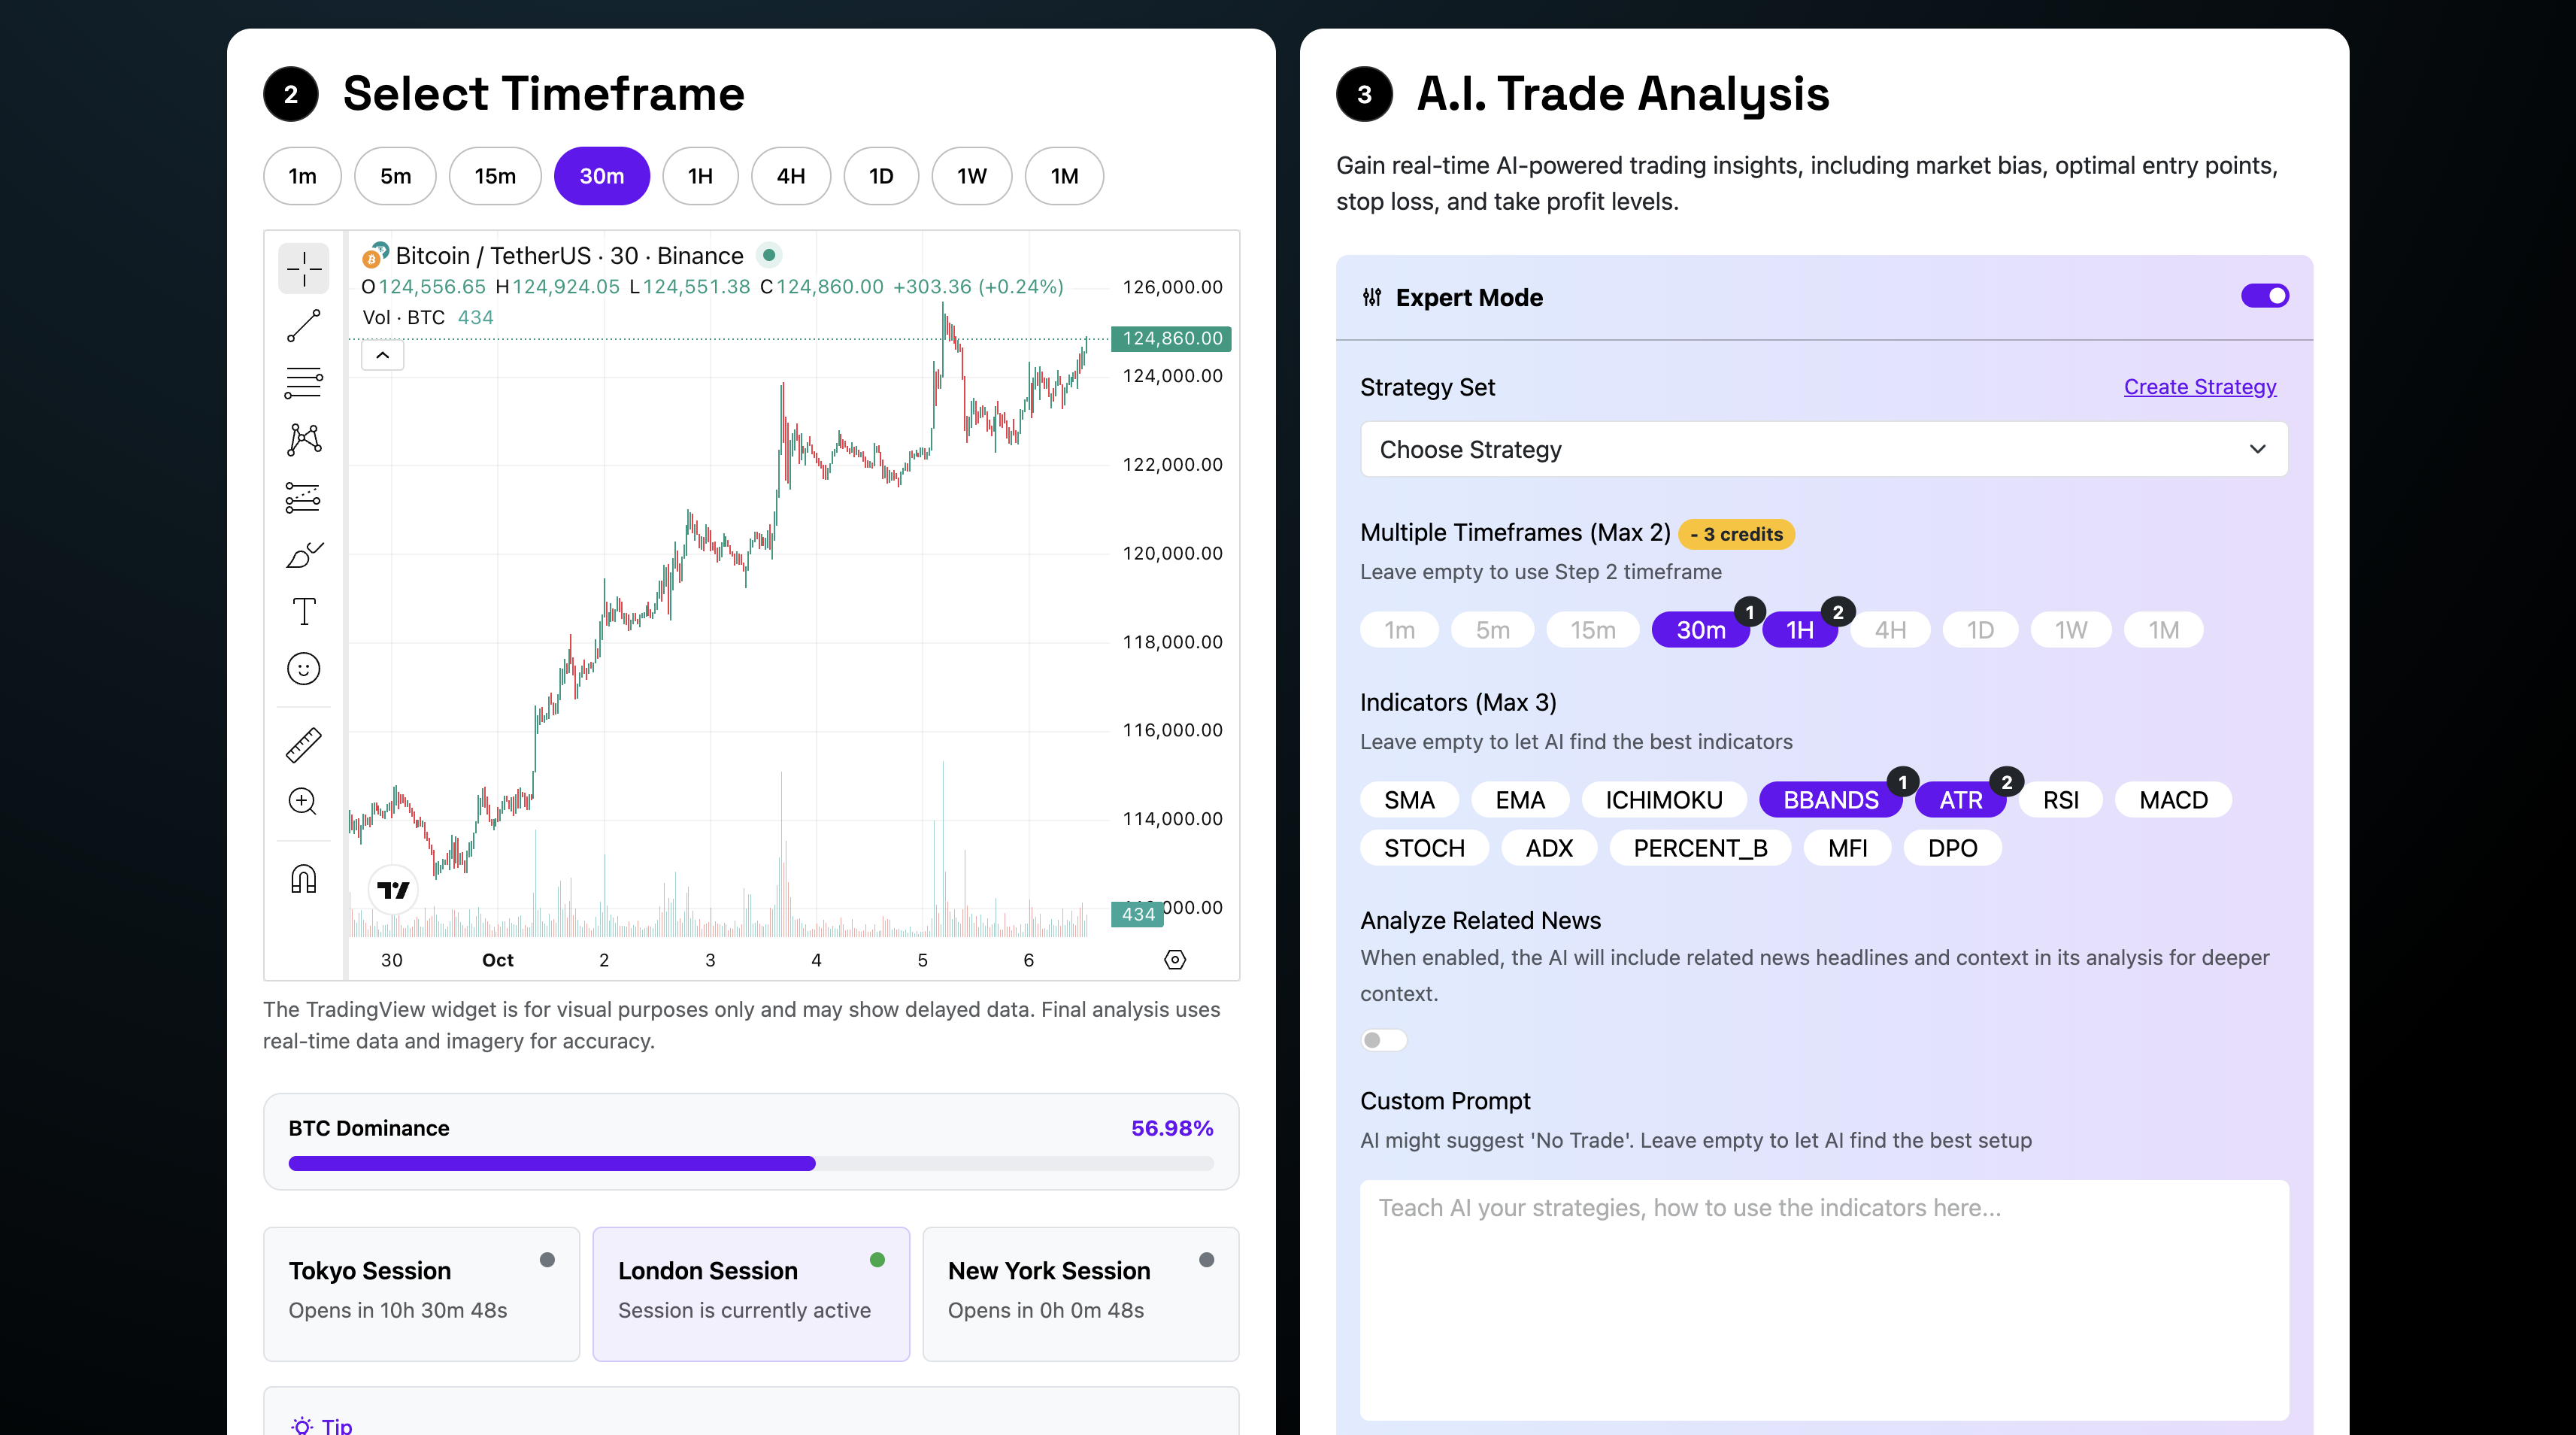 2
Select Timeframe
1m
5m
15m
30m
1H
4H
1D
1W
1M
Bitcoin / TetherUS · 30 · Binance
O124,556.65 H124,924.05 L124,551.38 C124,860.00 +303.36 (+0.24%)
Vol · BTC 434
126,000.00
124,860.00
124,000.00
122,000.00
120,000.00
118,000.00
116,000.00
114,000.00
434
000.00
30
Oct
2
3
4
5
6
The TradingView widget is for visual purposes only and may show delayed data. Final analysis uses
real-time data and imagery for accuracy.
BTC Dominance
56.98%
Tokyo Session
Opens in 10h 30m 48s
London Session
Session is currently active
New York Session
Opens in 0h 0m 48s
Tip
3
A.I. Trade Analysis
Gain real-time AI-powered trading insights, including market bias, optimal entry points,
stop loss, and take profit levels.
Expert Mode
Strategy Set
Create Strategy
Choose Strategy
Multiple Timeframes (Max 2)
- 3 credits
Leave empty to use Step 2 timeframe
1m
5m
15m
30m
1
1H
2
4H
1D
1W
1M
Indicators (Max 3)
Leave empty to let AI find the best indicators
SMA
EMA
ICHIMOKU
BBANDS
1
ATR
2
RSI
MACD
STOCH
ADX
PERCENT_B
MFI
DPO
Analyze Related News
When enabled, the AI will include related news headlines and context in its analysis for deeper
context.
Custom Prompt
AI might suggest 'No Trade'. Leave empty to let AI find the best setup
Teach AI your strategies, how to use the indicators here...